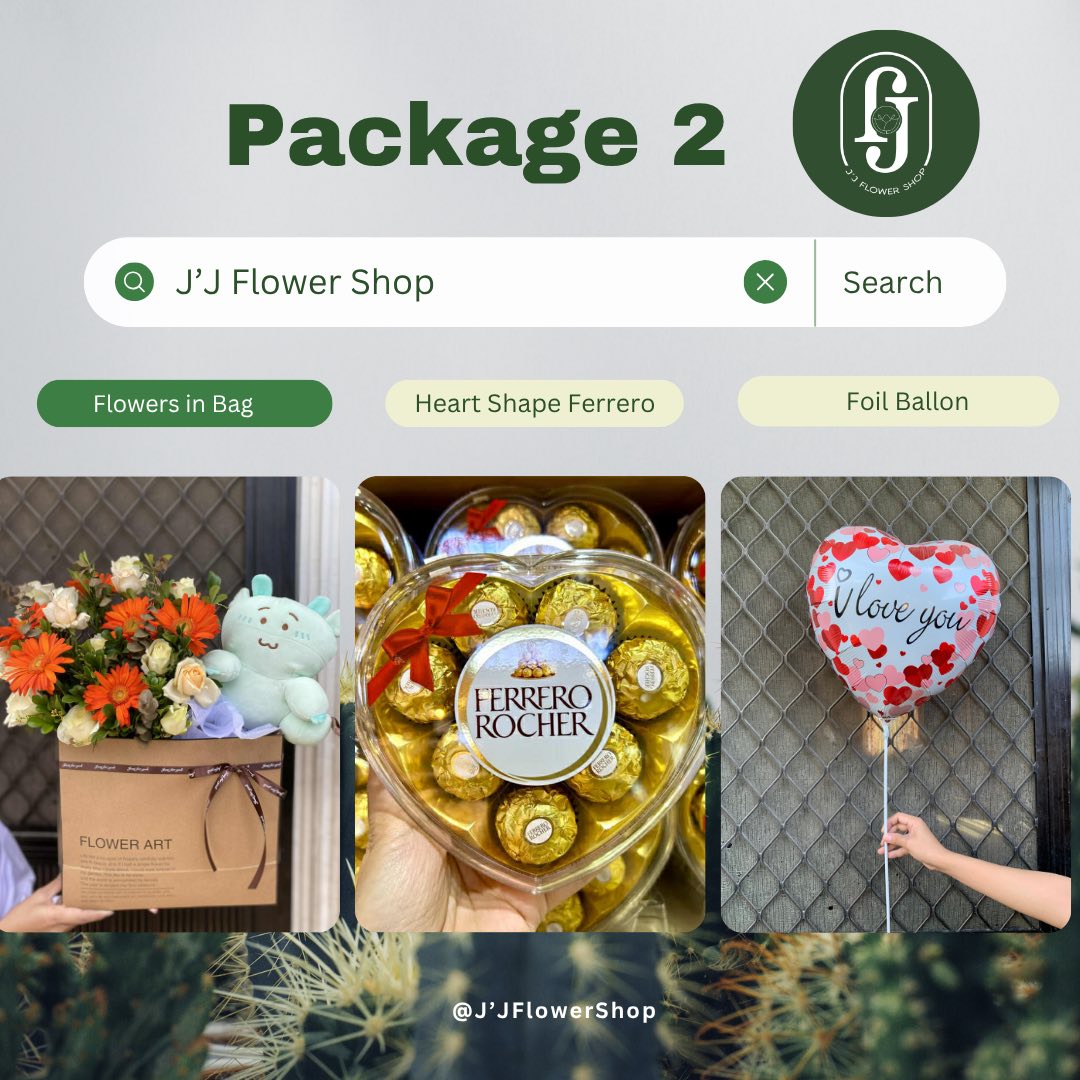 Package 2
J'J FLOWER SHOP
J’J Flower Shop
Search
Flowers in Bag
Heart Shape Ferrero
Foil Ballon
FLOWER ART
FERRERO
ROCHER
I love you
@J’JFlowerShop